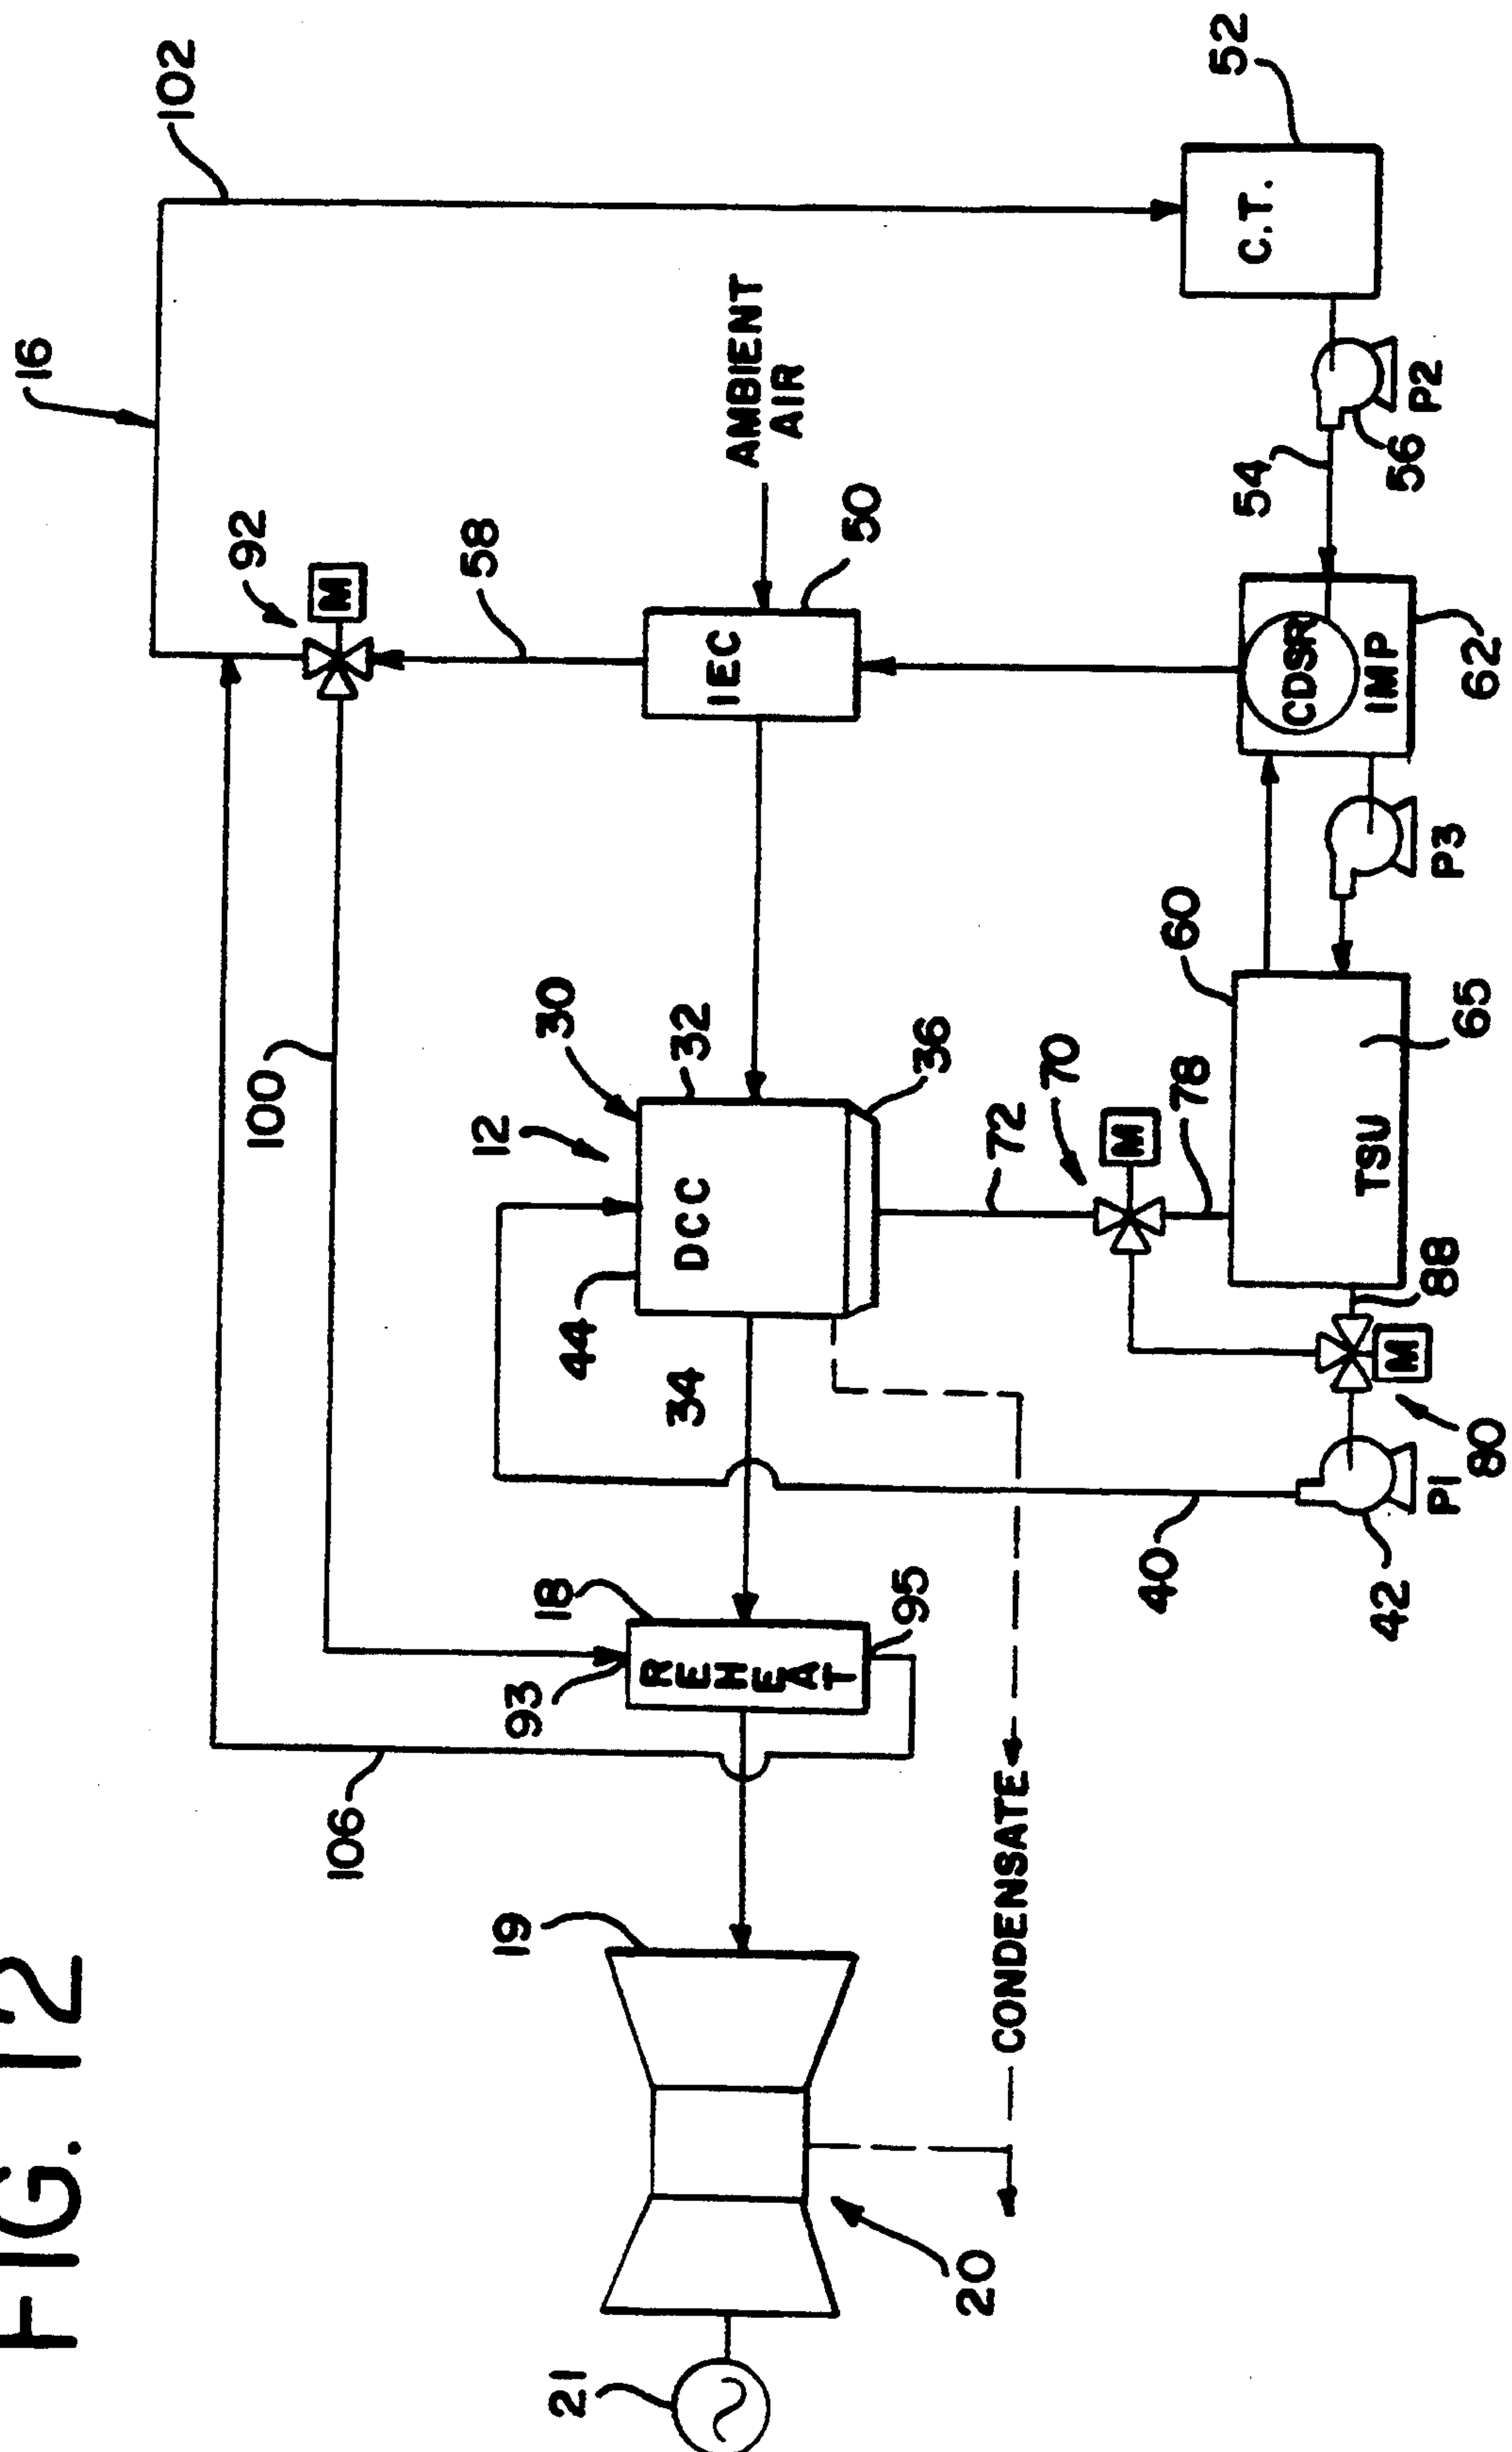 FIG. 12
16
102
92
M
58
100
106
AMBIENT
AIR
IEC
50
30
12
32
DCC
44
36
34
18
REHEAT
93
95
19
20
21
CONDENSATE
72
70
M
78
60
TSU
65
88
M
80
P1
42
40
P3
CDSR
IMP
62
54
56
P2
C.T.
52